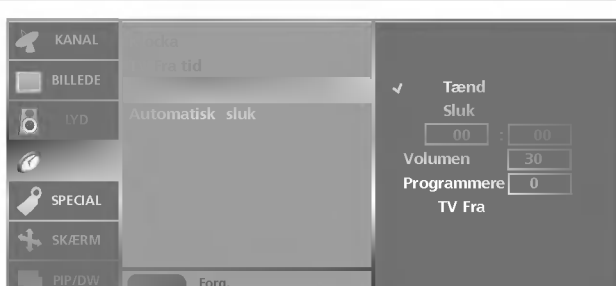 KANAL
BILLEDE
LYD
SPECIAL
SKÆRM
PIP/DW
tid
Automatisk sluk
Forg
Tænd
Sluk
00 : 00
Volumen 30
Programmere 0
TV Fra